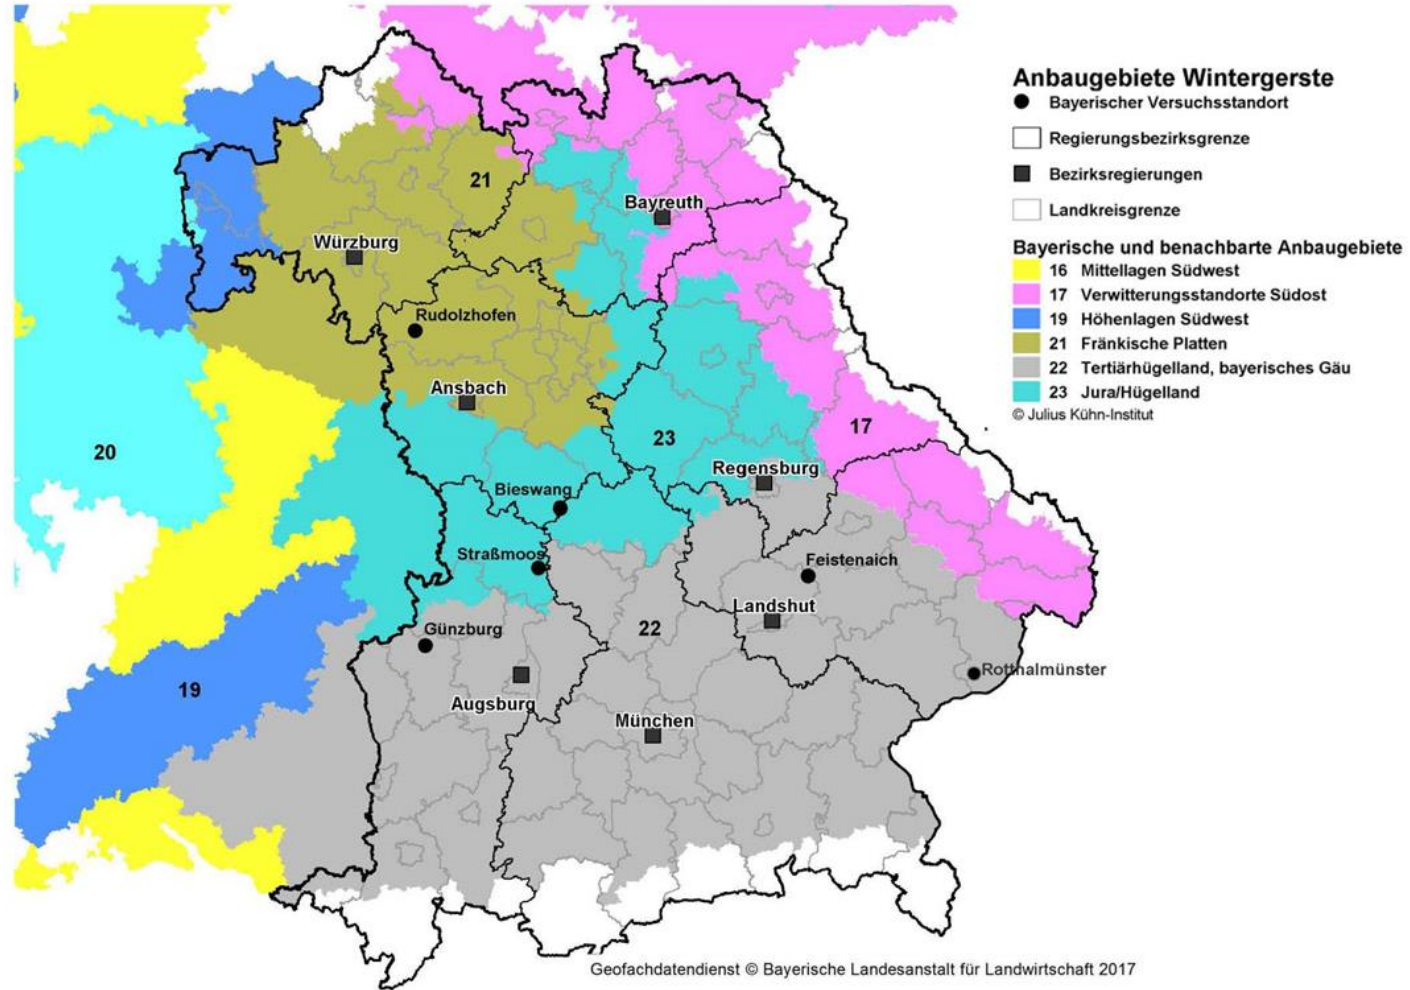 Anbaugebiete Wintergerste
Bayerischer Versuchsstandort
Regierungsbezirksgrenze
Bezirksregierungen
Landkreisgrenze
Bayerische und benachbarte Anbaugebiete
16 Mittellagen Südwest
17 Verwitterungsstandorte Südost
19 Höhenlagen Südwest
21 Fränkische Platten
22 Tertiärhügelland, bayerisches Gäu
23 Jura/Hügelland
© Julius Kühn-Institut
21
Bayreuth
Würzburg
Rudolzhofen
Ansbach
20
23
17
Regensburg
Bieswang
Straßmoos
Feistenaich
Landshut
Günzburg
22
Rotthalmünster
19
Augsburg
München
Geofachdatendienst © Bayerische Landesanstalt für Landwirtschaft 2017